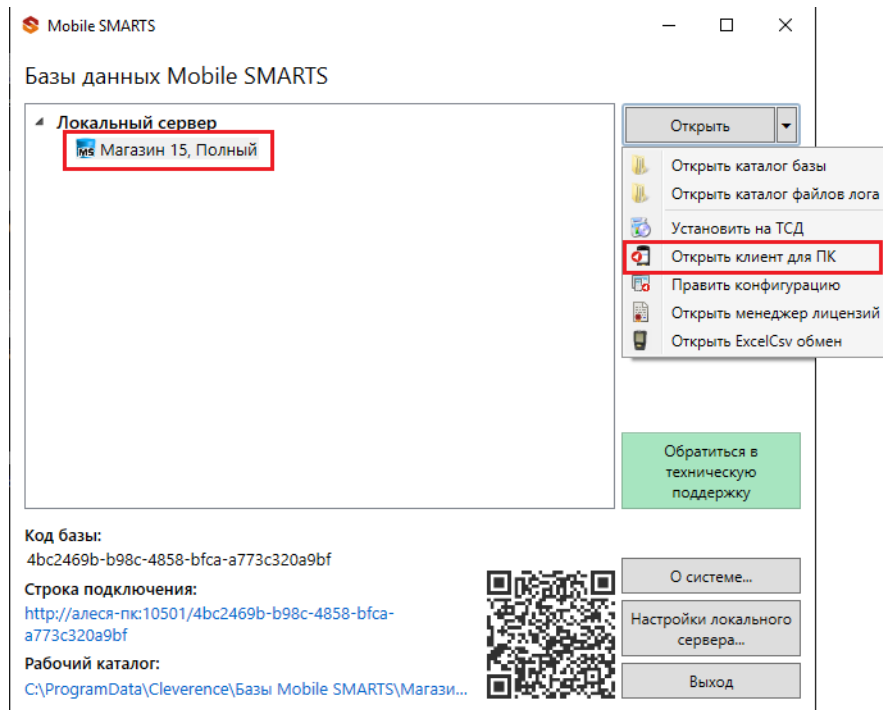 Mobile SMARTS
Базы данных Mobile SMARTS
Локальный сервер
MS Магазин 15, Полный
Открыть
Открыть каталог базы
Открыть каталог файлов лога
Установить на ТСД
Открыть клиент для ПК
Править конфигурацию
Открыть менеджер лицензий
Открыть ExcelCsv обмен
Обратиться в
техническую
поддержку
Код базы:
4bc2469b-b98c-4858-bfca-a773c320a9bf
Строка подключения:
http://алеся-пк:10501/4bc2469b-b98c-4858-bfca-
a773c320a9bf
Рабочий каталог:
C:\ProgramData\Cleverence\Базы Mobile SMARTS\Магази...
О системе...
Настройки локального
сервера...
Выход